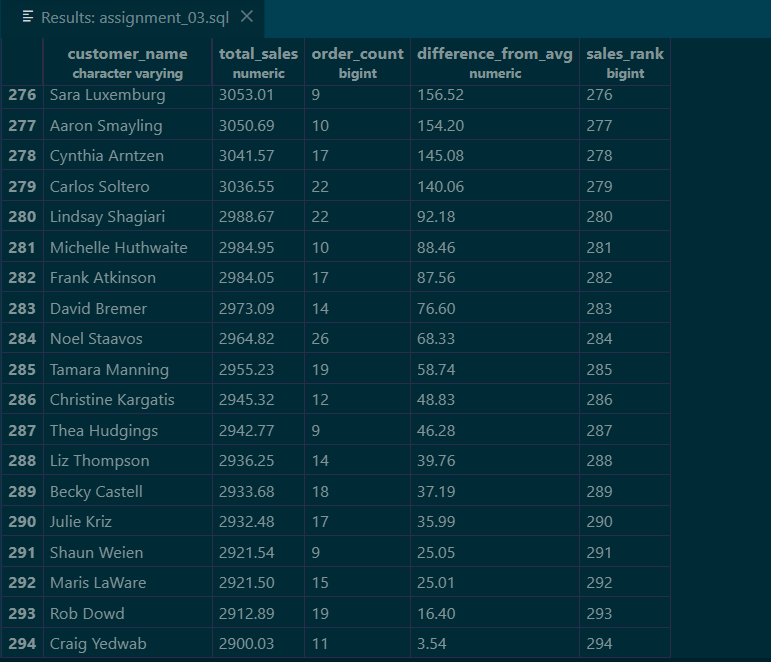 Results: assignment_03.sql
customer_name total_sales order_count difference_from_avg sales_rank
character varying numeric bigint numeric bigint
276 Sara Luxemburg 3053.01 9 156.52 276
277 Aaron Smayling 3050.69 10 154.20 277
278 Cynthia Arntzen 3041.57 17 145.08 278
279 Carlos Soltero 3036.55 22 140.06 279
280 Lindsay Shagiari 2988.67 22 92.18 280
281 Michelle Huthwaite 2984.95 10 88.46 281
282 Frank Atkinson 2984.05 17 87.56 282
283 David Bremer 2973.09 14 76.60 283
284 Noel Staavos 2964.82 26 68.33 284
285 Tamara Manning 2955.23 19 58.74 285
286 Christine Kargatis 2945.32 12 48.83 286
287 Thea Hudgings 2942.77 9 46.28 287
288 Liz Thompson 2936.25 14 39.76 288
289 Becky Castell 2933.68 18 37.19 289
290 Julie Kriz 2932.48 17 35.99 290
291 Shaun Weien 2921.54 9 25.05 291
292 Maris LaWare 2921.50 15 25.01 292
293 Rob Dowd 2912.89 19 16.40 293
294 Craig Yedwab 2900.03 11 3.54 294